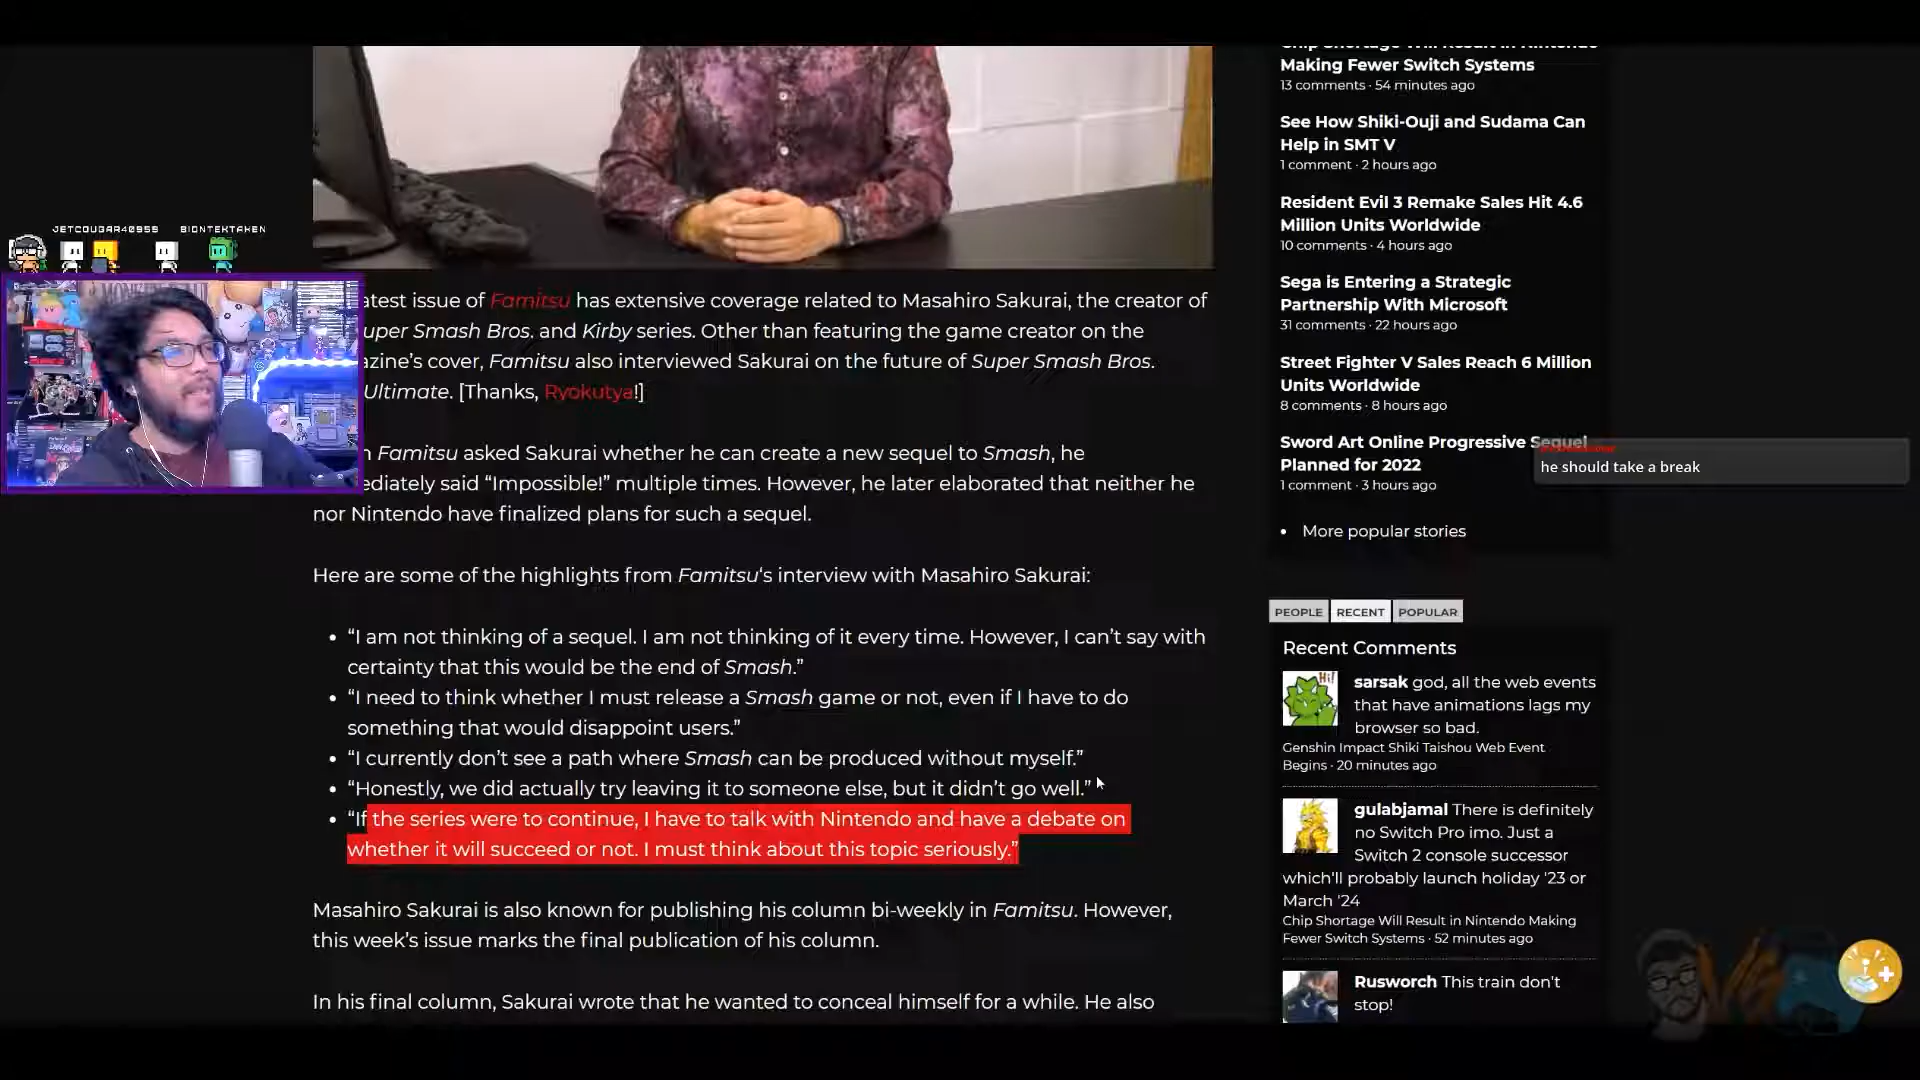 JETCOUGAR40959 BIONTEKTAKEN
atest issue of Famitsu has extensive coverage related to Masahiro Sakurai, the creator of
uper Smash Bros. and Kirby series. Other than featuring the game creator on the
azine’s cover, Famitsu also interviewed Sakurai on the future of Super Smash Bros.
Ultimate. [Thanks, Ryokutya!]
Famitsu asked Sakurai whether he can create a new sequel to Smash, he
ediately said “Impossible!” multiple times. However, he later elaborated that neither he
nor Nintendo have finalized plans for such a sequel.
Here are some of the highlights from Famitsu‘s interview with Masahiro Sakurai:
• “I am not thinking of a sequel. I am not thinking of it every time. However, I can’t say with
certainty that this would be the end of Smash.”
• “I need to think whether I must release a Smash game or not, even if I have to do
something that would disappoint users.”
• “I currently don’t see a path where Smash can be produced without myself.”
• “Honestly, we did actually try leaving it to someone else, but it didn’t go well.”
• “If the series were to continue, I have to talk with Nintendo and have a debate on
whether it will succeed or not. I must think about this topic seriously.”
Masahiro Sakurai is also known for publishing his column bi-weekly in Famitsu. However,
this week’s issue marks the final publication of his column.
In his final column, Sakurai wrote that he wanted to conceal himself for a while. He also
Chip Shortage Will Result in Nintendo
Making Fewer Switch Systems
13 comments · 54 minutes ago
See How Shiki-Ouji and Sudama Can
Help in SMT V
1 comment · 2 hours ago
Resident Evil 3 Remake Sales Hit 4.6
Million Units Worldwide
10 comments · 4 hours ago
Sega is Entering a Strategic
Partnership With Microsoft
31 comments · 22 hours ago
Street Fighter V Sales Reach 6 Million
Units Worldwide
8 comments · 8 hours ago
Sword Art Online Progressive Sequel
Planned for 2022
1 comment · 3 hours ago
he should take a break
• More popular stories
PEOPLE RECENT POPULAR
Recent Comments
Hi!
sarsak god, all the web events
that have animations lags my
browser so bad.
Genshin Impact Shiki Taishou Web Event
Begins · 20 minutes ago
gulabjamal There is definitely
no Switch Pro imo. Just a
Switch 2 console successor
which'll probably launch holiday '23 or
March '24
Chip Shortage Will Result in Nintendo Making
Fewer Switch Systems · 52 minutes ago
Rusworch This train don’t
stop!